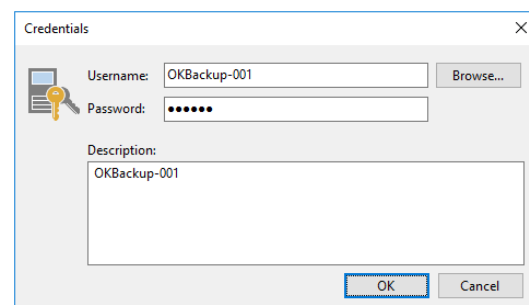 Credentials
Username: OKBackup-001 Browse...
Password: ●●●●●●
Description:
OKBackup-001
OK Cancel